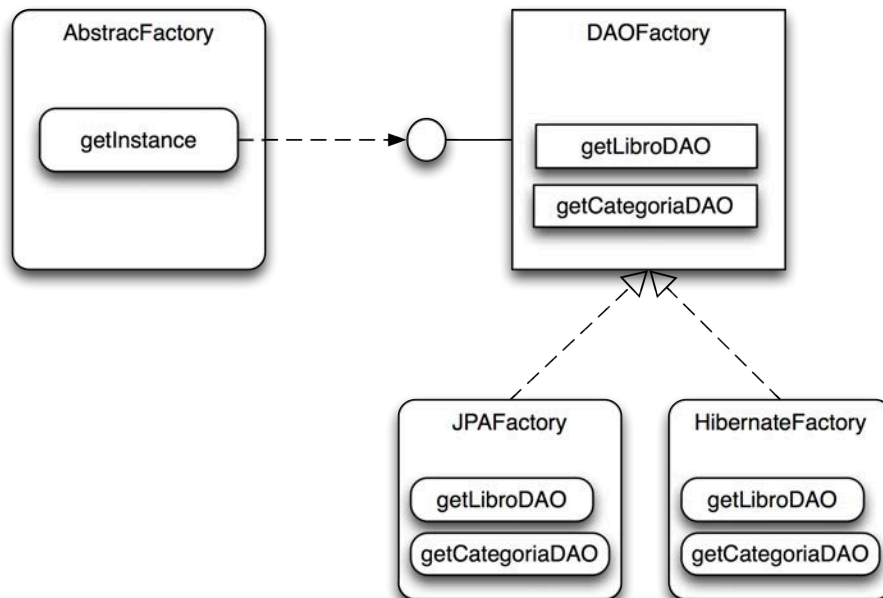 AbstracFactory
getInstance
DAOFactory
getLibroDAO
getCategoriaDAO
JPAFactory
getLibroDAO
getCategoriaDAO
HibernateFactory
getLibroDAO
getCategoriaDAO